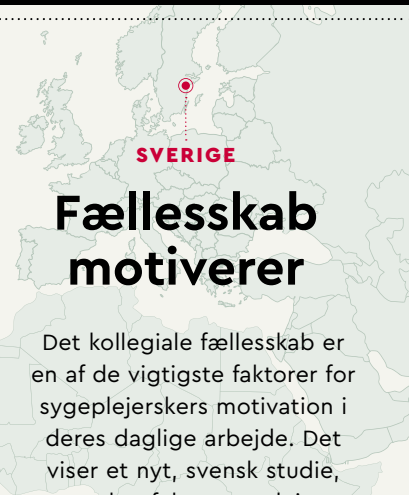 SVERIGE
Fællesskab
motiverer
Det kollegiale fællesskab er
en af de vigtigste faktorer for
sygeplejerskers motivation i
deres daglige arbejde. Det
viser et nyt, svensk studie,